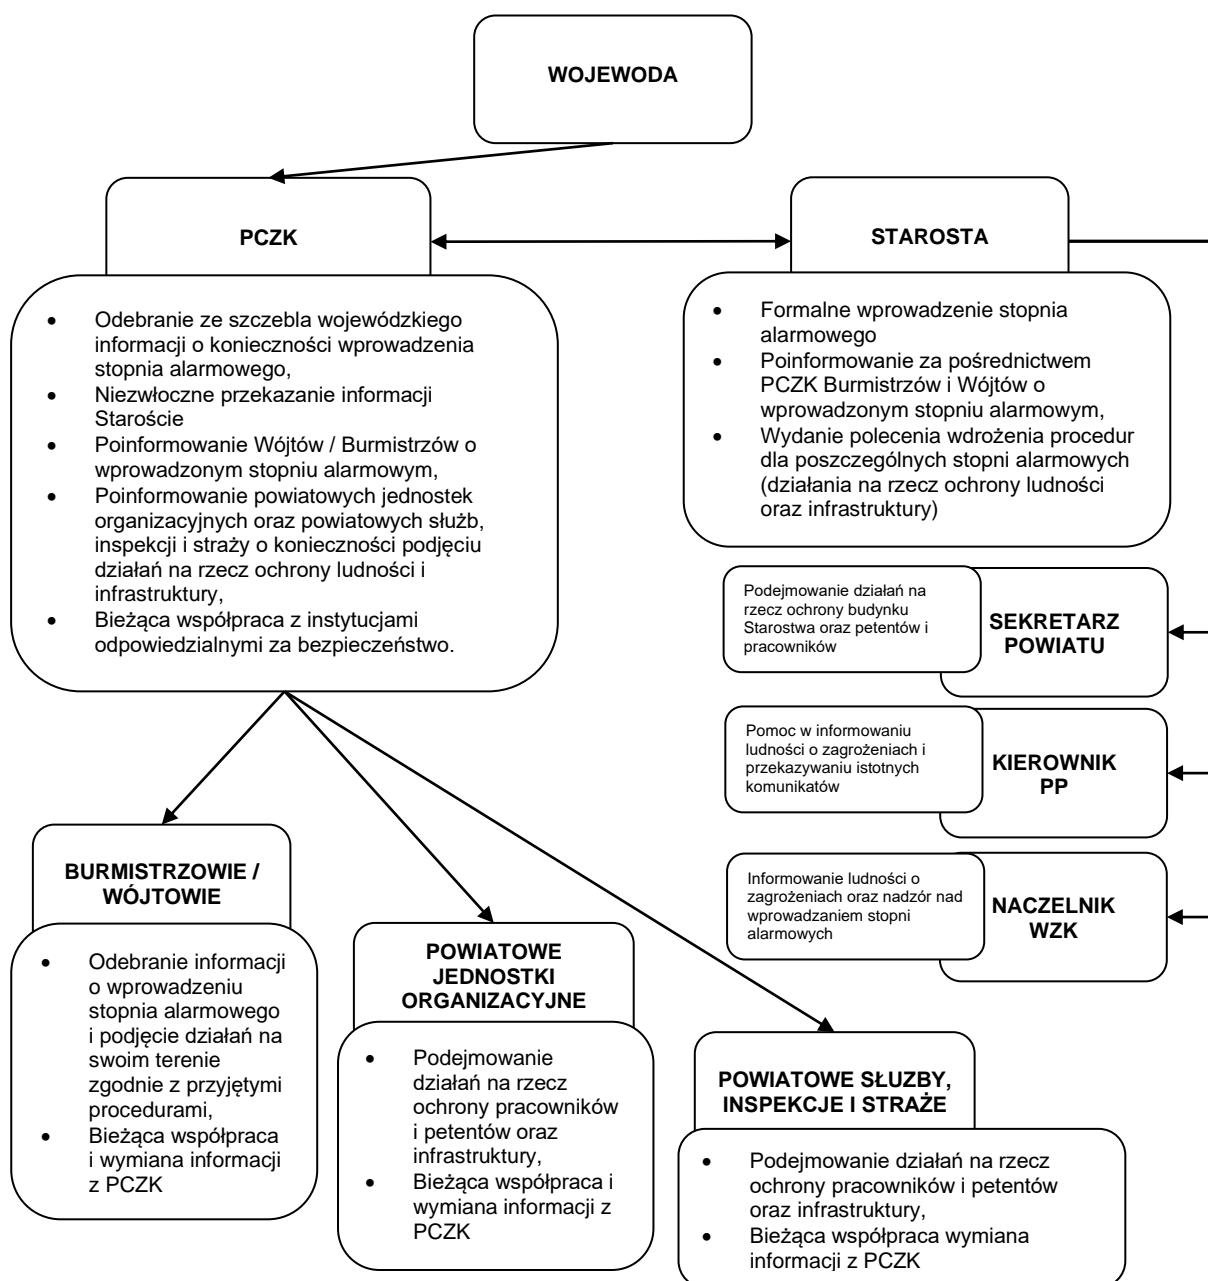 WOJEWODA
PCZK
• Odebranie ze szczebla wojewódzkiego
informacji o konieczności wprowadzenia
stopnia alarmowego,
• Niezwłoczne przekazanie informacji
Staroście
• Poinformowanie Wójtów / Burmistrzów o
wprowadzonym stopniu alarmowym,
• Poinformowanie powiatowych jednostek
organizacyjnych oraz powiatowych służb,
inspekcji i straży o konieczności podjęciu
działań na rzecz ochrony ludności i
infrastruktury,
• Bieżąca współpraca z instytucjami
odpowiedzialnymi za bezpieczeństwo.
STAROSTA
• Formalne wprowadzenie stopnia
alarmowego
• Poinformowanie za pośrednictwem
PCZK Burmistrzów i Wójtów o
wprowadzonym stopniu alarmowym,
• Wydanie polecenia wdrożenia procedur
dla poszczególnych stopni alarmowych
(działania na rzecz ochrony ludności
oraz infrastruktury)
Podejmowanie działań na
rzecz ochrony budynku
Starostwa oraz petentów i
pracowników
SEKRETARZ
POWIATU
Pomoc w informowaniu
ludności o zagrożeniach i
przekazywaniu istotnych
komunikatów
KIEROWNIK
PP
Informowanie ludności o
zagrożeniach oraz nadzór nad
wprowadzaniem stopni
alarmowych
NACZELNIK
WZK
BURMISTRZOWIE /
WÓJTOWIE
• Odebranie informacji
o wprowadzeniu
stopnia alarmowego
i podjęcie działań na
swoim terenie
zgodnie z przyjętymi
procedurami,
• Bieżąca współpraca
i wymiana informacji
z PCZK
POWIATOWE
JEDNOSTKI
ORGANIZACYJNE
• Podejmowanie
działań na rzecz
ochrony pracowników
i petentów oraz
infrastruktury,
• Bieżąca współpraca i
wymiana informacji z
PCZK
POWIATOWE SŁUZBY,
INSPEKCJE I STRAŻE
• Podejmowanie działań na rzecz
ochrony pracowników i petentów
oraz infrastruktury,
• Bieżąca współpraca wymiana
informacji z PCZK